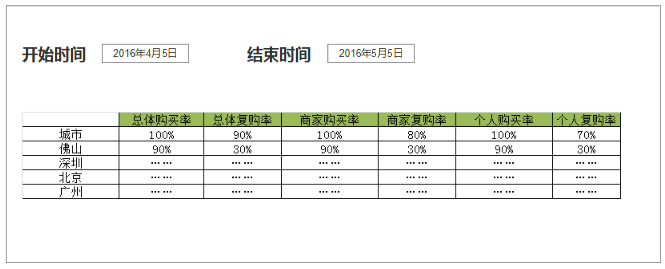 开始时间 2016年4月5日 结束时间 2016年5月5日
总体购买率 总体复购率 商家购买率 商家复购率 个人购买率 个人复购率
城市 100% 90% 100% 80% 100% 70%
佛山 90% 30% 90% 30% 90% 30%
深圳 …… …… …… …… …… ……
北京 …… …… …… …… …… ……
广州 …… …… …… …… …… ……